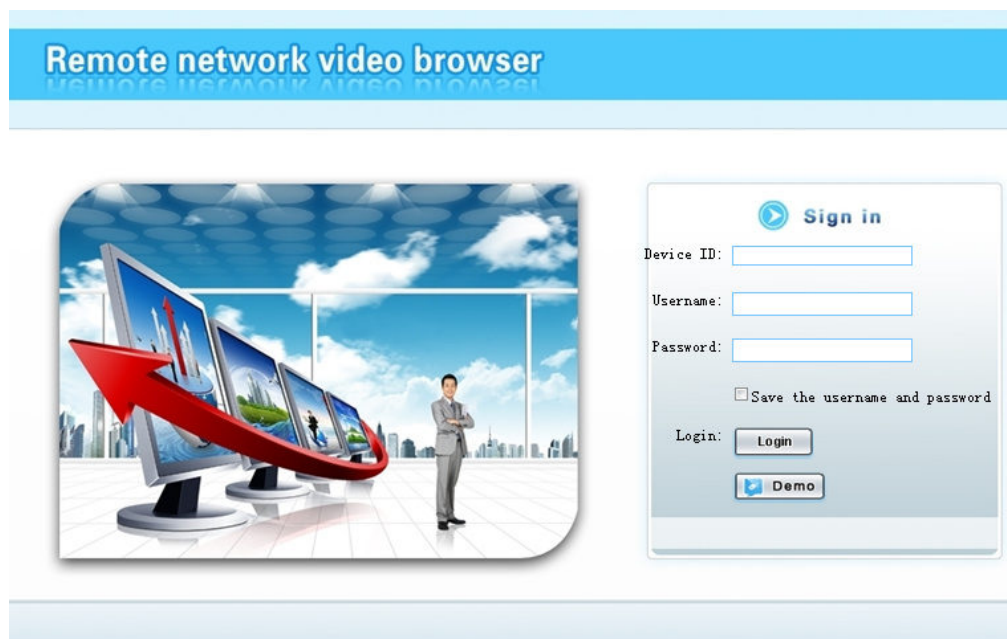 Remote network video browser
Sign in
Device ID:
Username:
Password:
Save the username and password
Login: Login
Demo